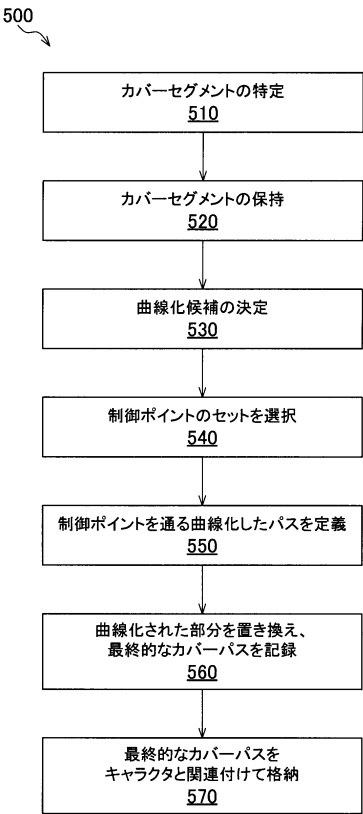 500
カバーセグメントの特定
510
カバーセグメントの保持
520
曲線化候補の決定
530
制御ポイントのセットを選択
540
制御ポイントを通る曲線化したパスを定義
550
曲線化された部分を置き換え、
最終的なカバーパスを記録
560
最終的なカバーパスを
キャラクタと関連付けて格納
570